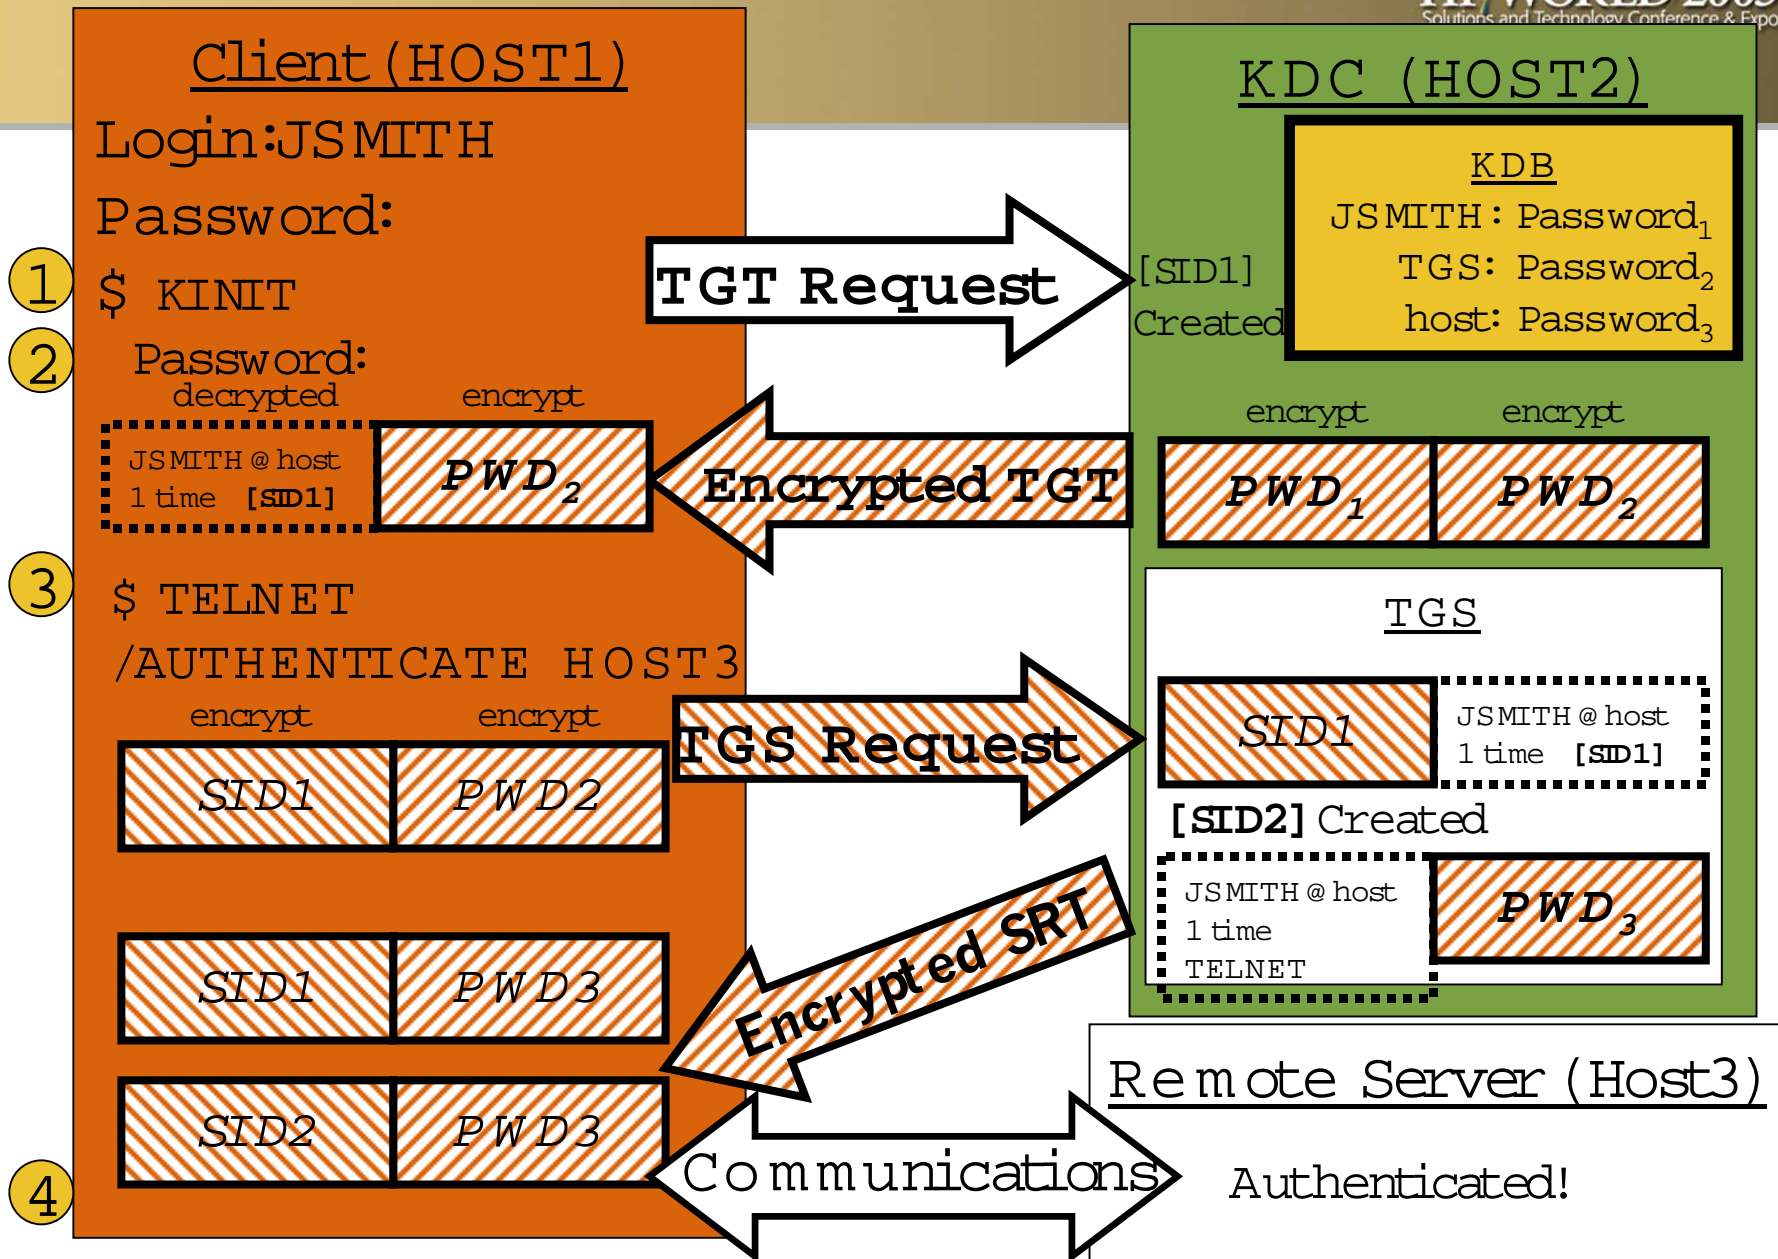 Solutions and Technology Conference & Expo
Client (HOST1)
Login: JSMITH
Password:
1
$ KINIT
2
Password:
decrypted
encrypt
JSMITH@host
1 time [SID1]
PWD2
3
$ TELNET
/AUTHENTICATE HOST3
encrypt
encrypt
SID1
PWD2
SID1
PWD3
SID2
PWD3
4
TGT Request
Encrypted TGT
TGS Request
Encrypted SRT
Communications
KDC (HOST2)
KDB
JSMITH: Password1
TGS: Password2
host: Password3
[SID1]
Created
encrypt
encrypt
PWD1
PWD2
TGS
SID1
JSMITH@host
1 time [SID1]
[SID2] Created
JSMITH@host
1 time
TELNET
PWD3
Remote Server (Host3)
Authenticated!